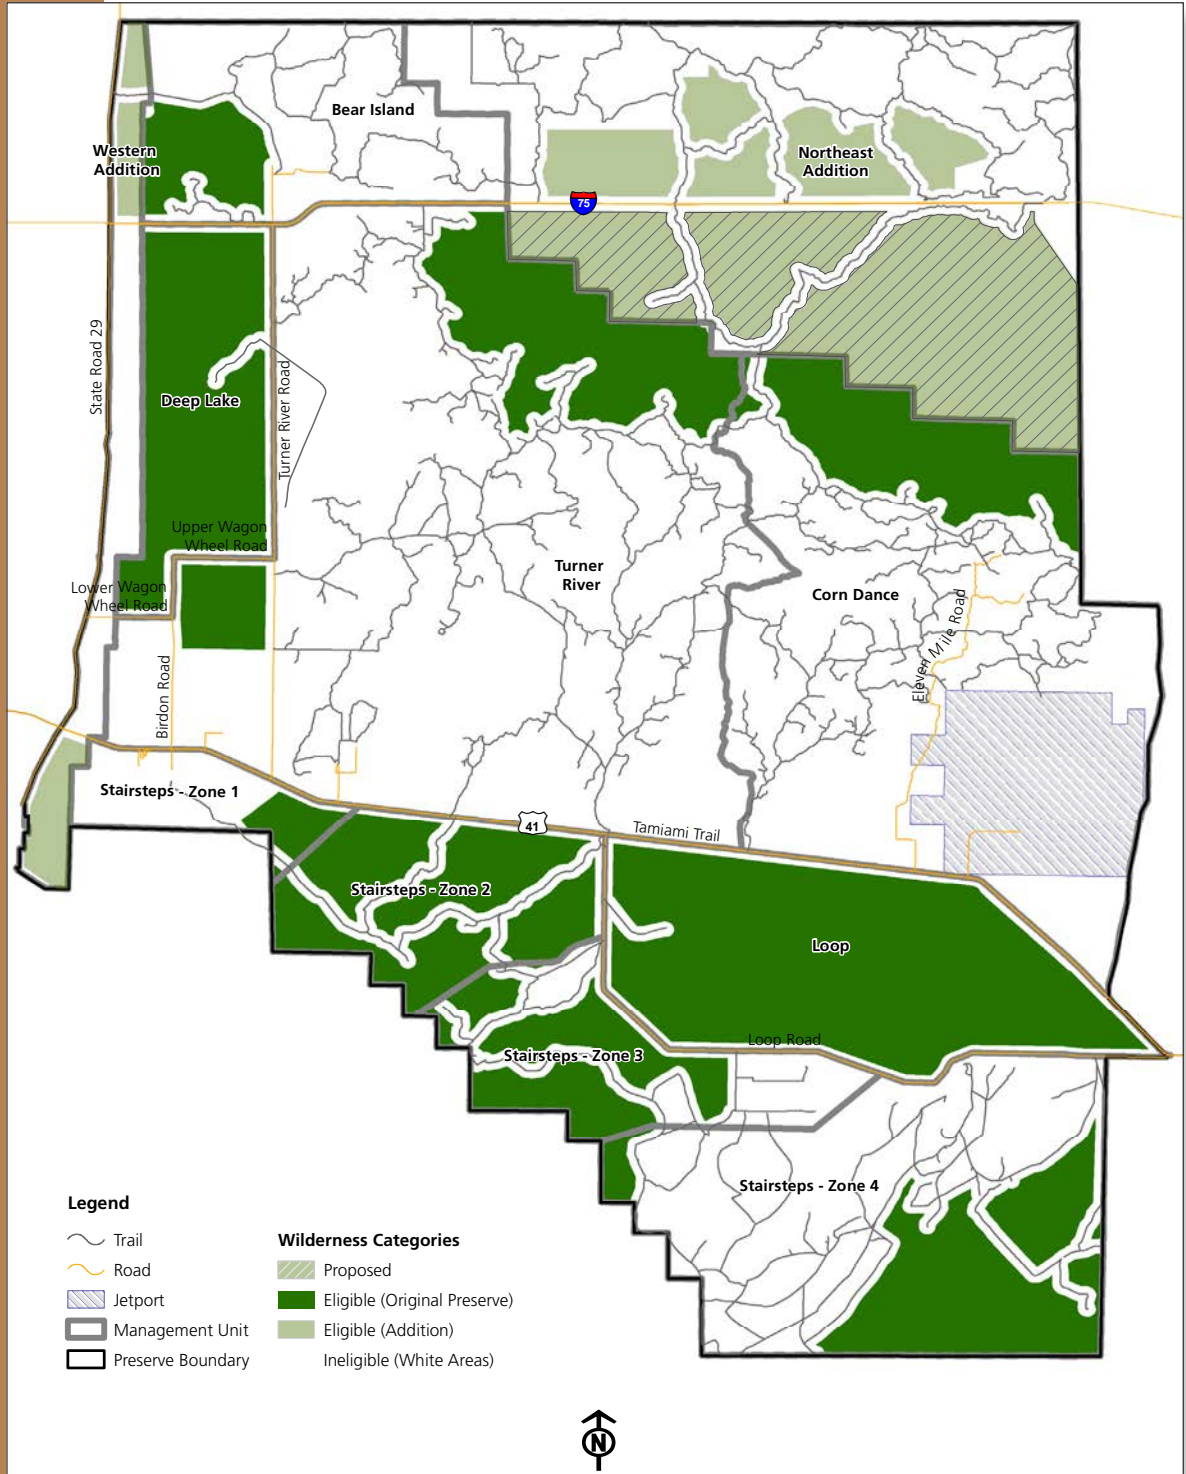 Bear Island
Western
Addition
Northeast
Addition
75
State Road 29
Deep Lake
Turner River Road
Upper Wagon
Wheel Road
Turner
River
Lower Wagon
Wheel Road
Corn Dance
Eleven Mile Road
Birdon Road
Stairsteps - Zone 1
41
Tamiami Trail
Stairsteps - Zone 2
Loop
Loop Road
Stairsteps - Zone 3
Stairsteps - Zone 4
Legend
Trail
Road
Jetport
Management Unit
Preserve Boundary
Wilderness Categories
Proposed
Eligible (Original Preserve)
Eligible (Addition)
Ineligible (White Areas)
N